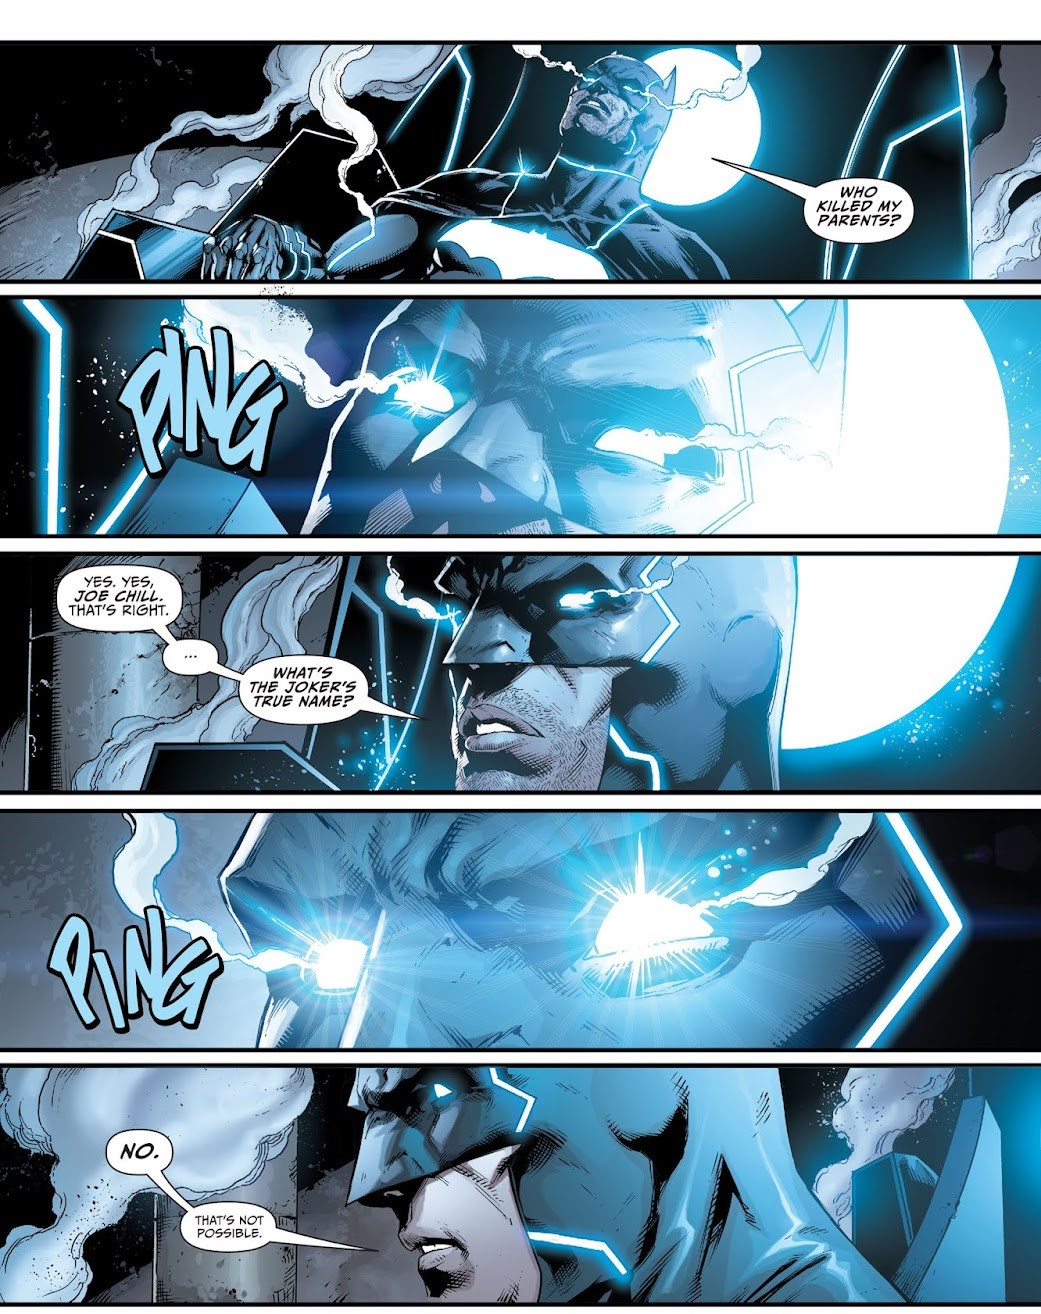 WHO
KILLED MY
PARENTS?
PING
YES. YES,
JOE CHILL.
THAT'S RIGHT.
...
WHAT'S
THE JOKER'S
TRUE NAME?
PING
NO.
THAT'S NOT
POSSIBLE.